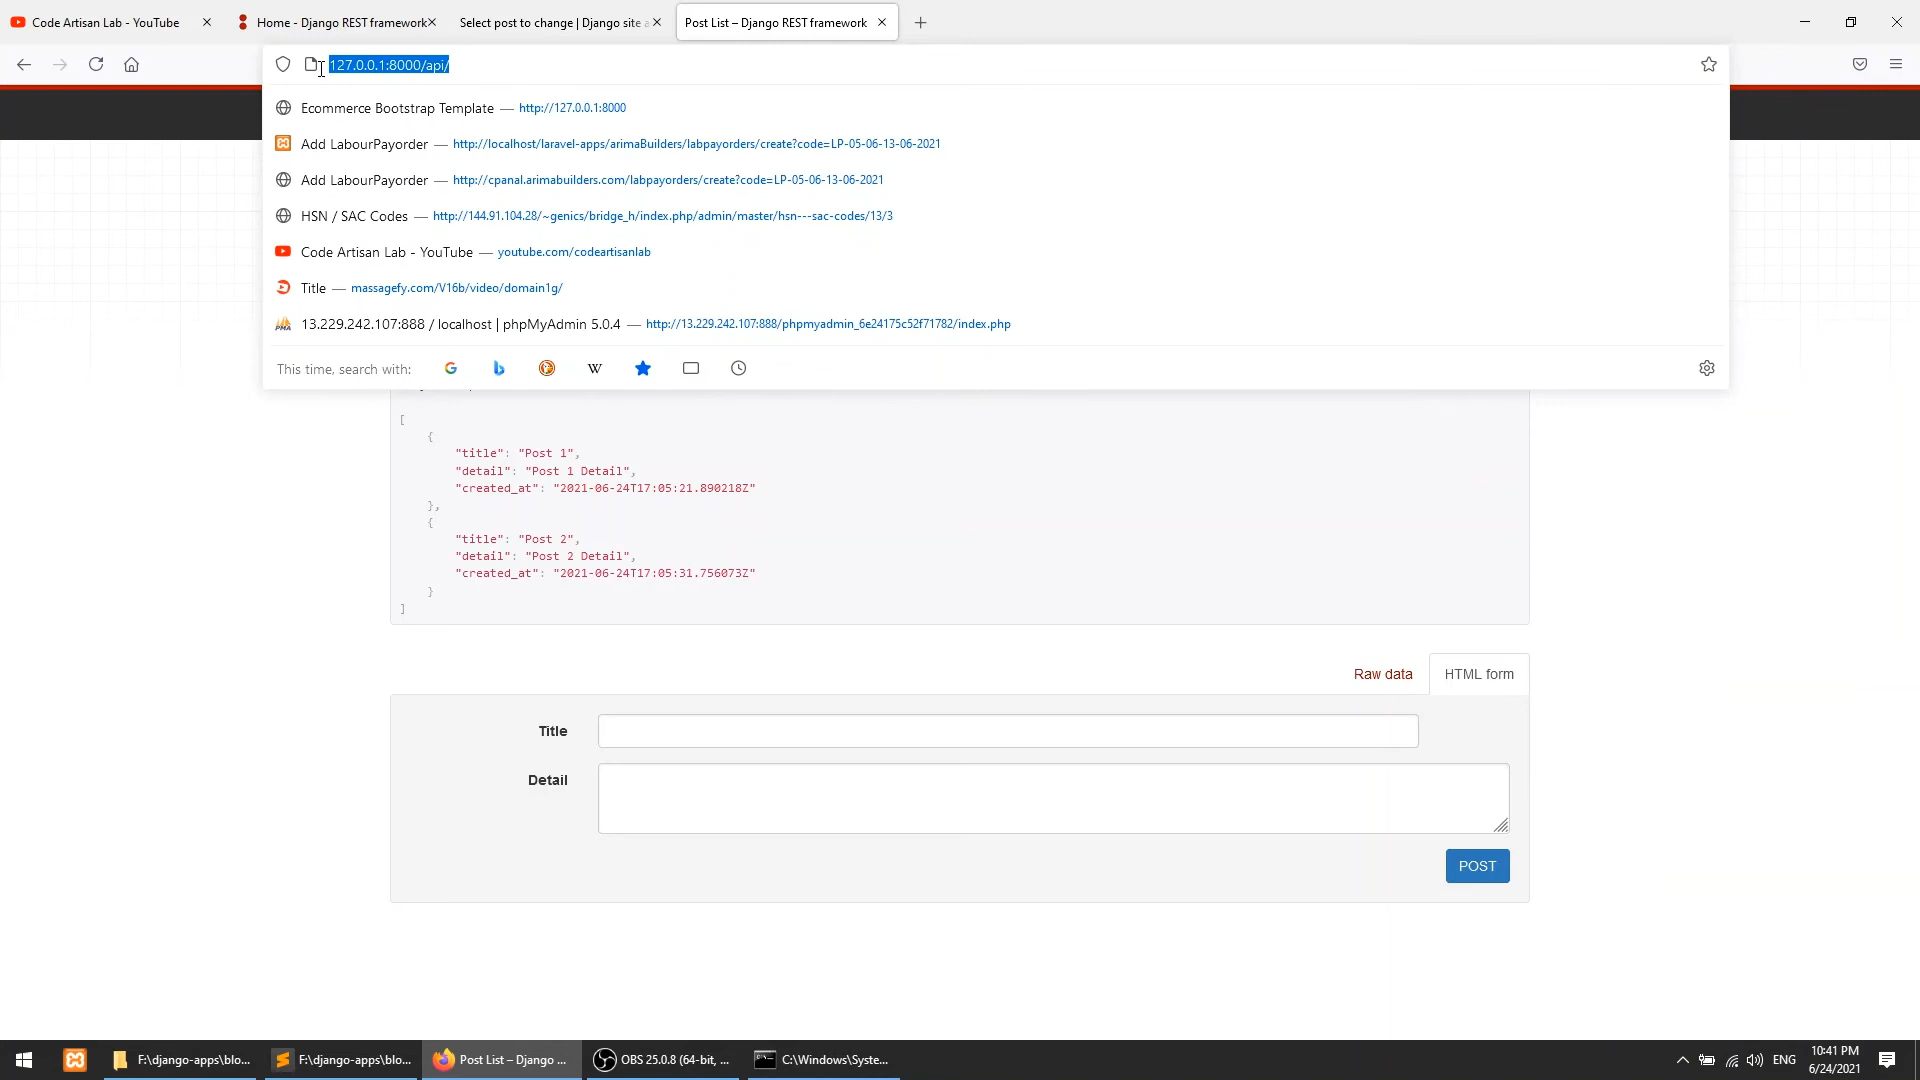 Code Artisan Lab - YouTube
Home - Django REST framework
Select post to change | Django site a
Post List – Django REST framework
127.0.0.1:8000/api/
Ecommerce Bootstrap Template — http://127.0.0.1:8000
Add LabourPayorder — http://localhost/laravel-apps/arimaBuilders/labpayorders/create?code=LP-05-06-13-06-2021
Add LabourPayorder — http://cpanal.arimabuilders.com/labpayorders/create?code=LP-05-06-13-06-2021
HSN / SAC Codes — http://144.91.104.28/~genics/bridge_h/index.php/admin/master/hsn---sac-codes/13/3
Code Artisan Lab - YouTube — youtube.com/codeartisanlab
Title — massagefy.com/V16b/video/domain1g/
13.229.242.107:888 / localhost | phpMyAdmin 5.0.4 — http://13.229.242.107:888/phpmyadmin_6e24175c52f71782/index.php
This time, search with:
[
{
"title": "Post 1",
"detail": "Post 1 Detail",
"created_at": "2021-06-24T17:05:21.890218Z"
},
{
"title": "Post 2",
"detail": "Post 2 Detail",
"created_at": "2021-06-24T17:05:31.756073Z"
}
]
Raw data
HTML form
Title
Detail
POST
F:\django-apps\blo...
F:\django-apps\blo...
Post List – Django ...
OBS 25.0.8 (64-bit, ...
C:\Windows\Syste...
ENG
10:41 PM
6/24/2021